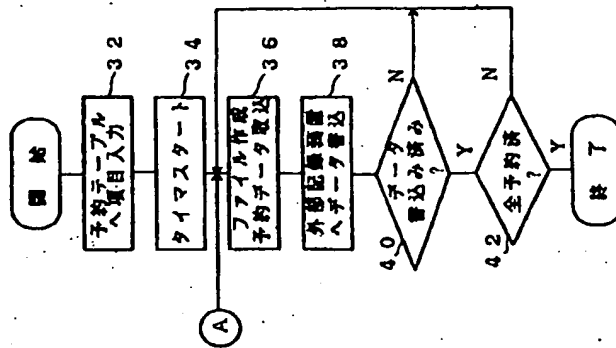 開始
予約テーブル
へ項目入力
32
タイマスタート
34
A
ファイル作成
予約データ取込
36
外部記録装置
へデータ書込
38
40
データ
書込み済み
?
N
Y
42
全予約済
?
N
Y
終了